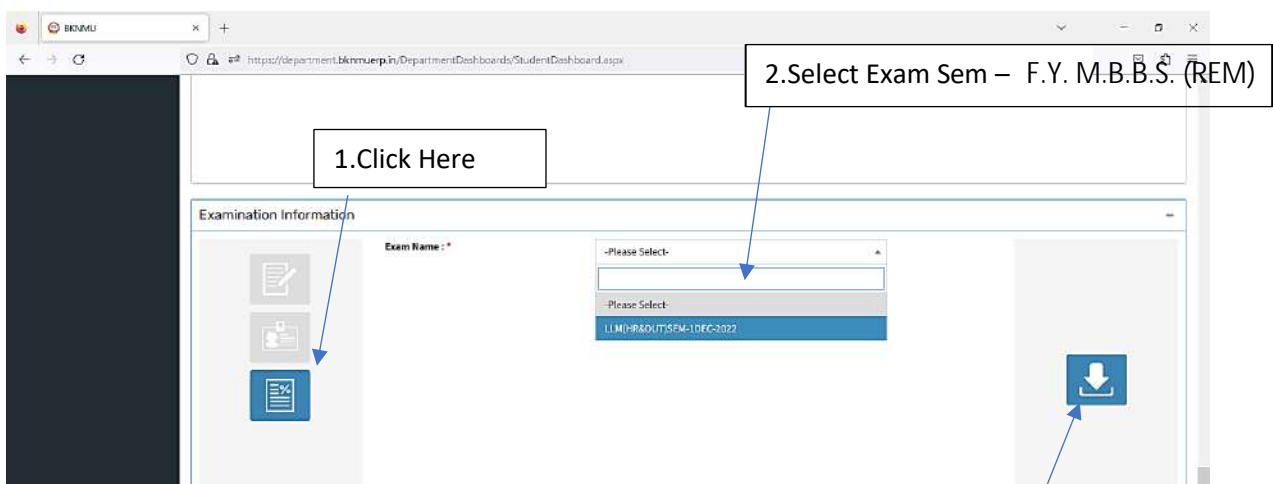 BKNMU
https://department.bknmuerp.in/DepartmentDashboards/StudentDashboard.aspx
2.Select Exam Sem – F.Y. M.B.B.S. (REM)
1.Click Here
Examination Information
Exam Name : *
-Please Select-
-Please Select-
LLM(HR&DUT)SEM-1DEC-2022